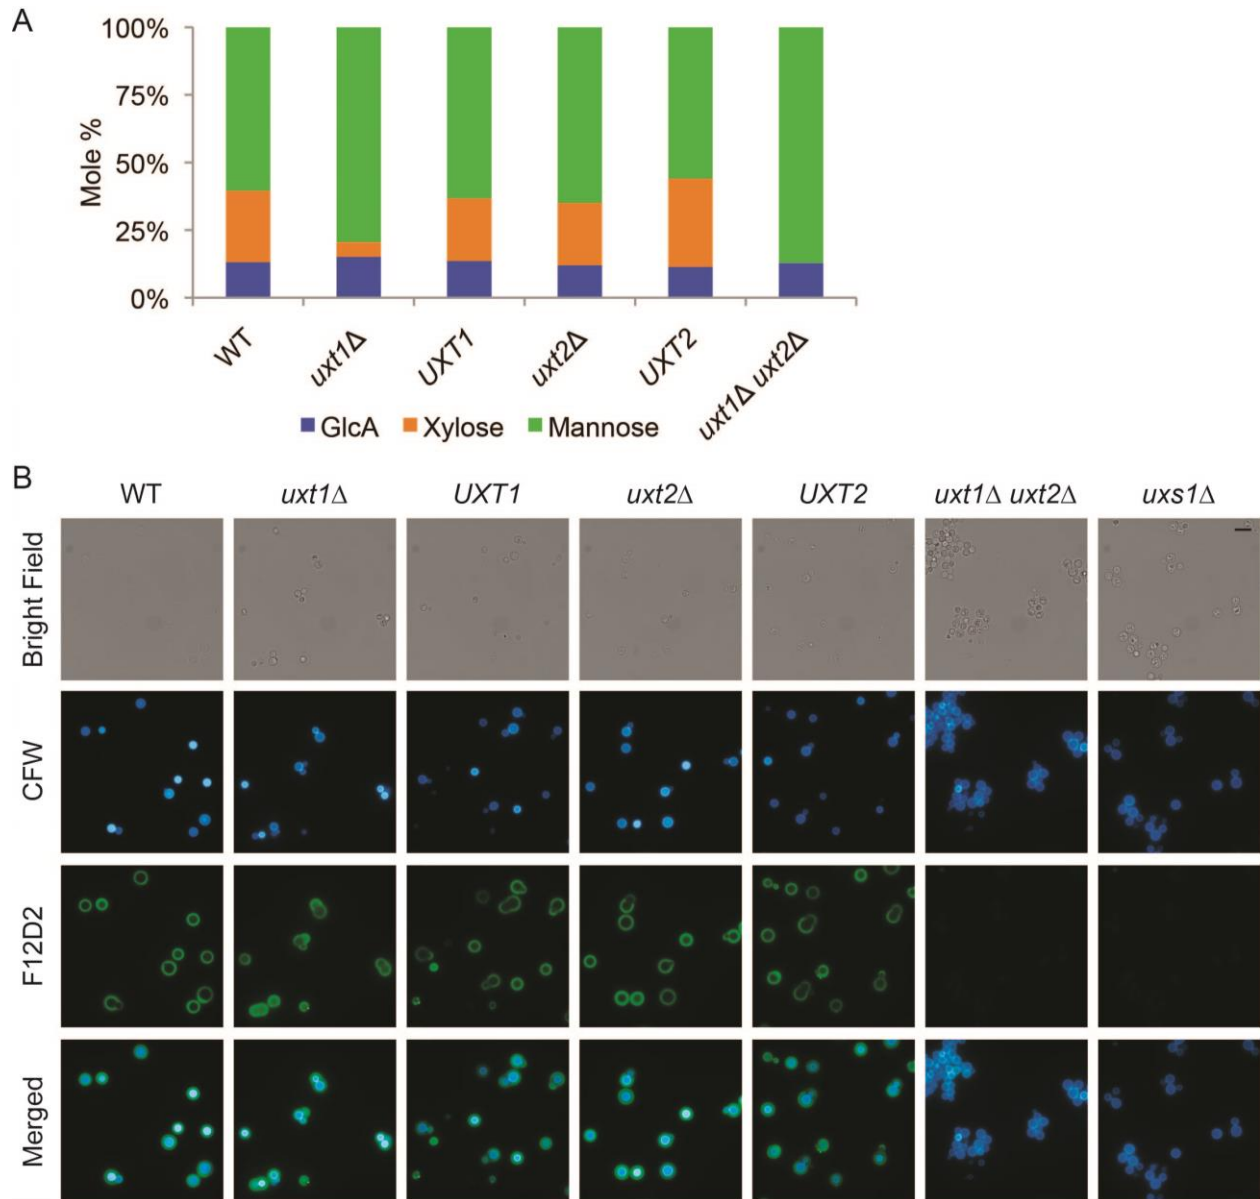 A
100%
75%
50%
25%
0%
Mole %
WT
uxt1Δ
UXT1
uxt2Δ
UXT2
uxt1Δ uxt2Δ
GlcA Xylose Mannose
B
WT uxt1Δ UXT1 uxt2Δ UXT2 uxt1Δ uxt2Δ uxs1Δ
Bright Field
CFW
F12D2
Merged